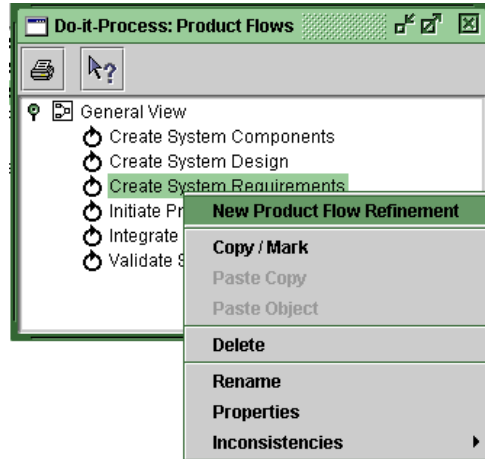 Do-it-Process: Product Flows
General View
Create System Components
Create System Design
Create System Requirements
Initiate
New Product Flow Refinement
Integrate
Copy / Mark
Validate
Paste Copy
Paste Object
Delete
Rename
Properties
Inconsistencies